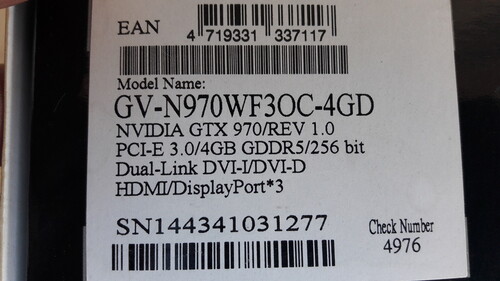 EAN
4 719331 337117
Model Name:
GV-N970WF3OC-4GD
NVIDIA GTX 970/REV 1.0
PCI-E 3.0/4GB GDDR5/256 bit
Dual-Link DVI-I/DVI-D
HDMI/DisplayPort*3
SN144341031277
Check Number
4976